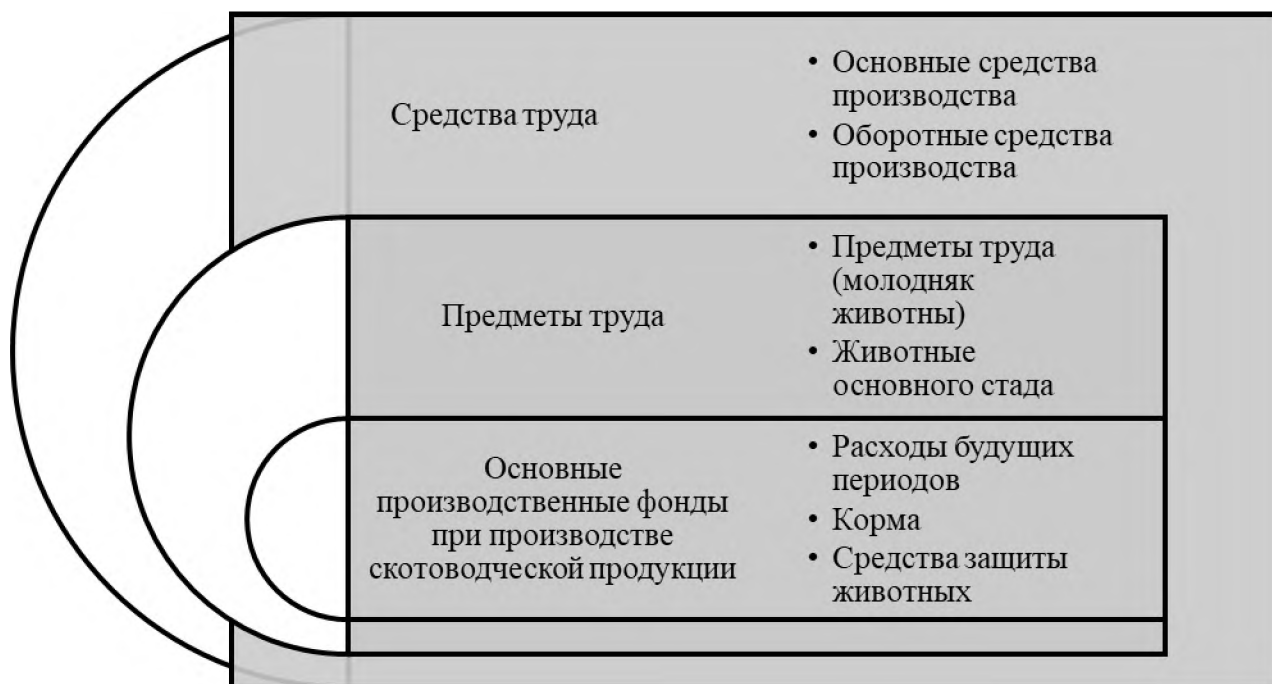 Средства труда
• Основные средства
производства
• Оборотные средства
производства
Предметы труда
• Предметы труда
(молодняк
животны)
• Животные
основного стада
Основные
производственные фонды
при производстве
скотоводческой продукции
• Расходы будущих
периодов
• Корма
• Средства защиты
животных